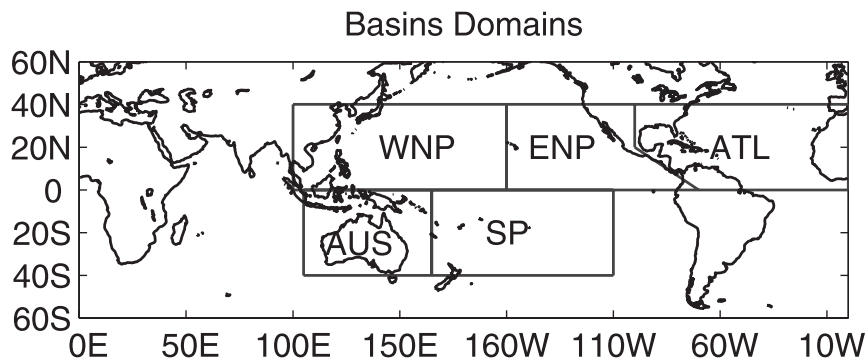 Basins Domains
60N
40N
WNP ENP ATL
20N
0
20S
AUS SP
40S
60S
0E 50E 100E 150E 160W 110W 60W 10W